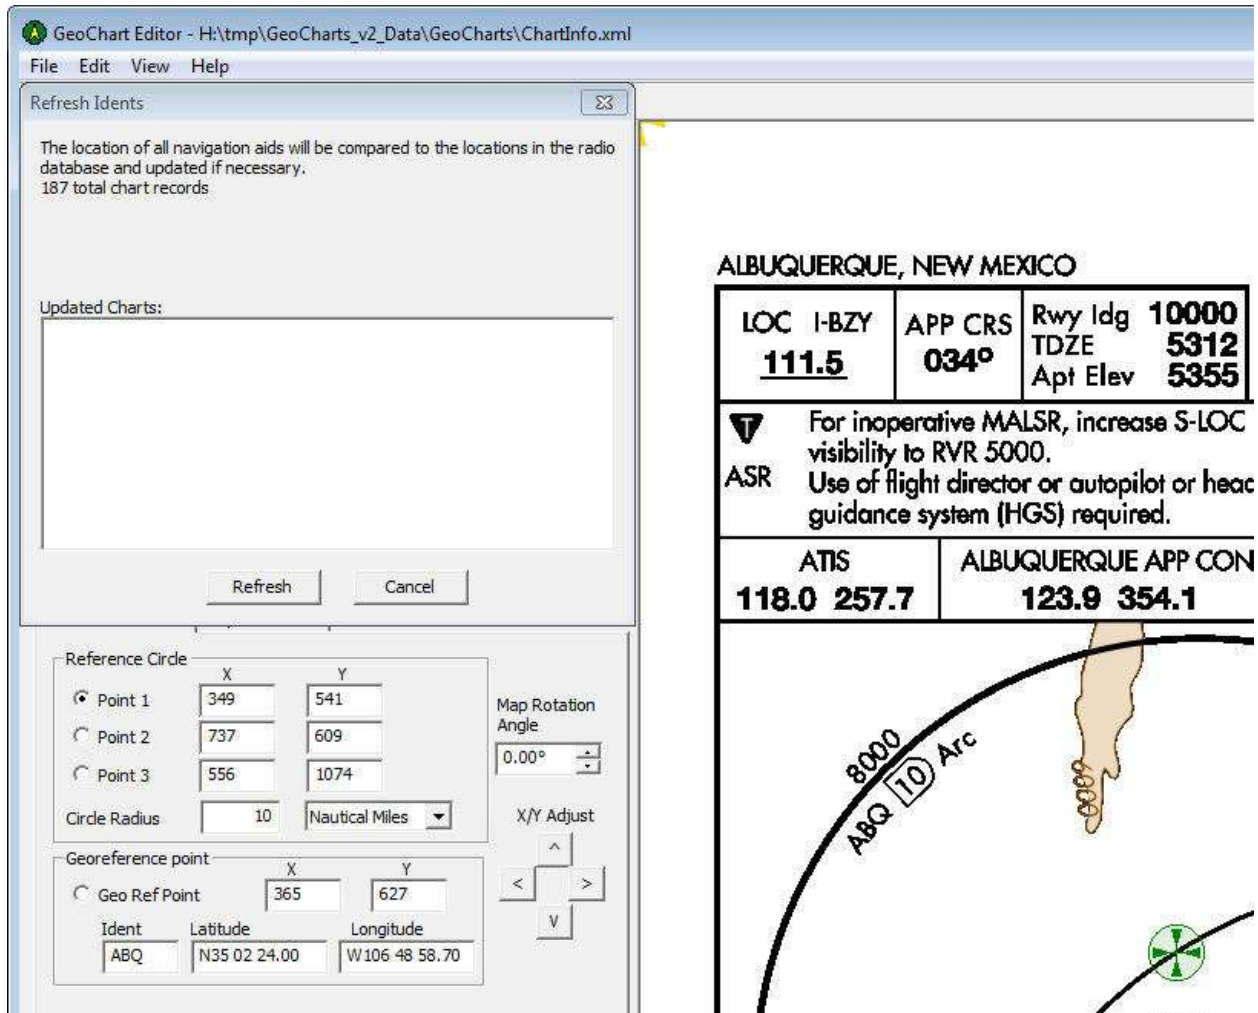 GeoChart Editor - H:\tmp\GeoCharts_v2_Data\GeoCharts\ChartInfo.xml
File Edit View Help
Refresh Idents
The location of all navigation aids will be compared to the locations in the radio
database and updated if necessary.
187 total chart records
Updated Charts:
Refresh Cancel
Reference Circle
X Y
Point 1 349 541
Point 2 737 609
Point 3 556 1074
Circle Radius 10 Nautical Miles
Map Rotation
Angle
0.00°
X/Y Adjust
^
< >
v
Georeference point
X Y
Geo Ref Point 365 627
Ident Latitude Longitude
ABQ N35 02 24.00 W106 48 58.70
ALBUQUERQUE, NEW MEXICO
LOC I-BZY
111.5
APP CRS
034°
Rwy ldg 10000
TDZE 5312
Apt Elev 5355
T
ASR
For inoperative MALSR, increase S-LOC
visibility to RVR 5000.
Use of flight director or autopilot or head
guidance system (HGS) required.
ATIS
118.0 257.7
ALBUQUERQUE APP CON
123.9 354.1
8000
ABQ 10 Arc